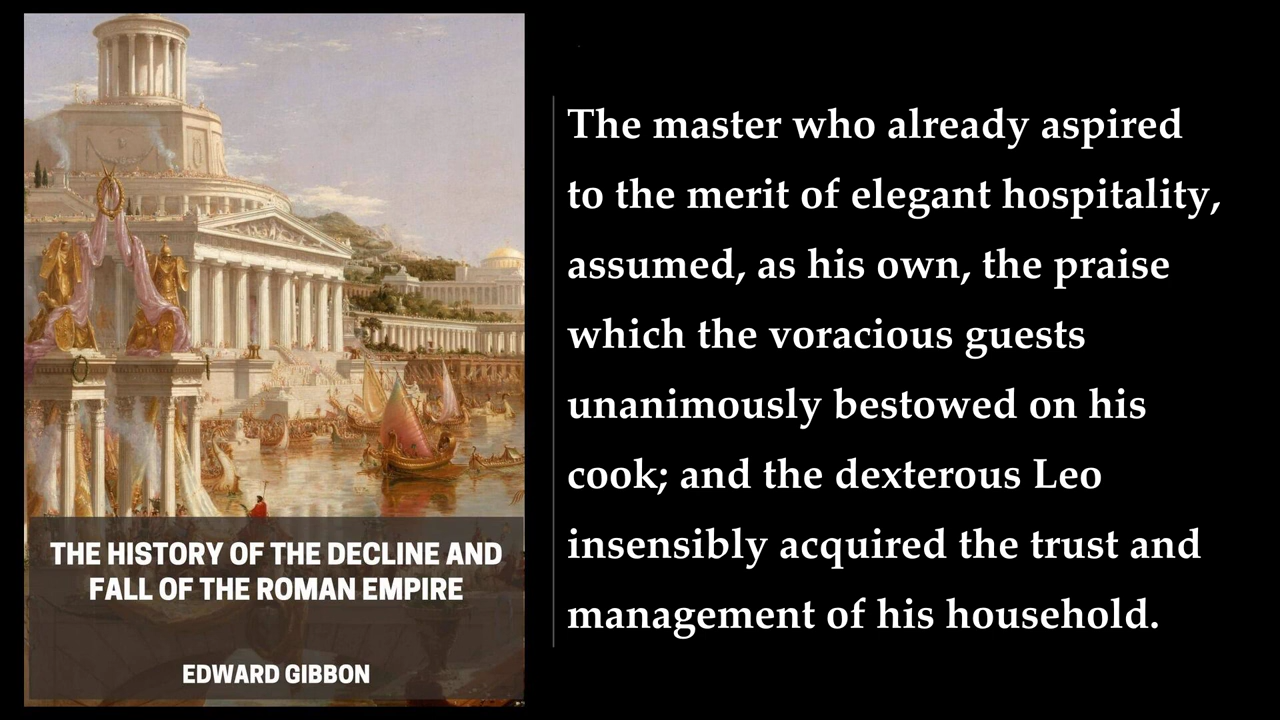 THE HISTORY OF THE DECLINE AND
FALL OF THE ROMAN EMPIRE
EDWARD GIBBON
The master who already aspired
to the merit of elegant hospitality,
assumed, as his own, the praise
which the voracious guests
unanimously bestowed on his
cook; and the dexterous Leo
insensibly acquired the trust and
management of his household.